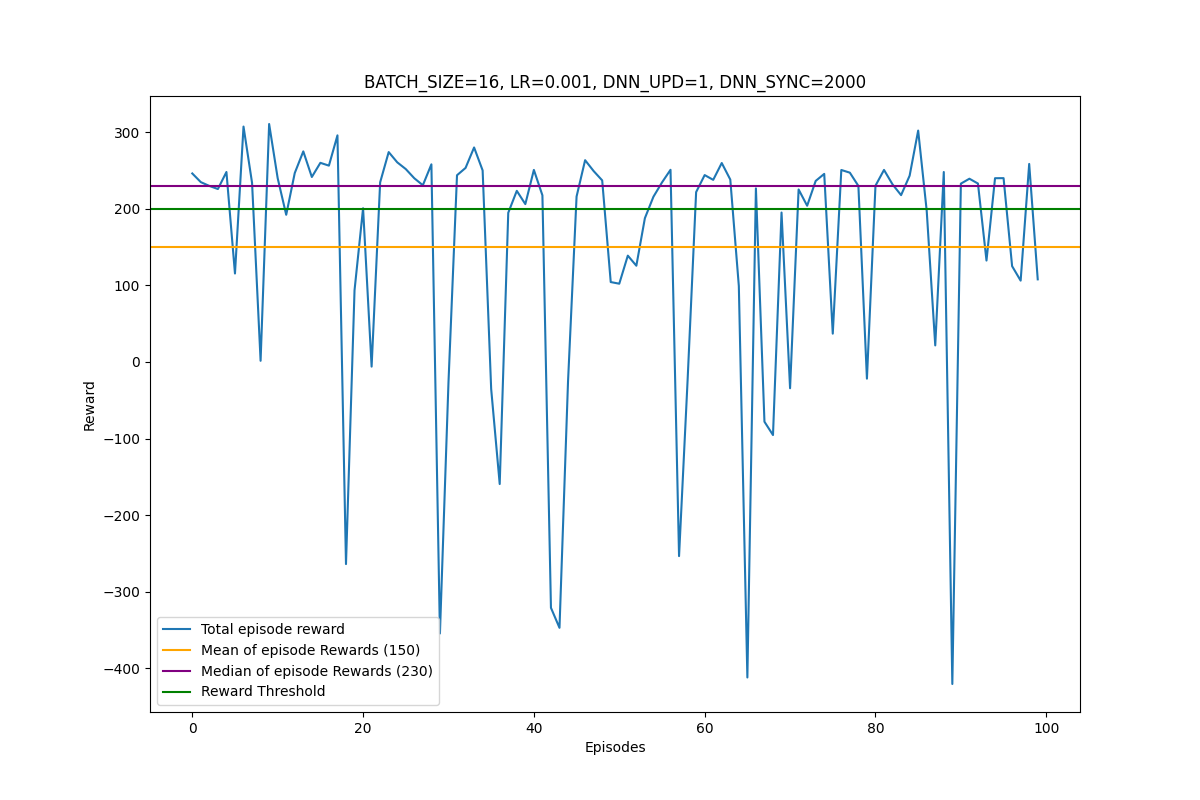 BATCH_SIZE=16, LR=0.001, DNN_UPD=1, DNN_SYNC=2000
300
200
100
0
−100
−200
−300
−400
Reward
Total episode reward
Mean of episode Rewards (150)
Median of episode Rewards (230)
Reward Threshold
0 20 40 60 80 100
Episodes